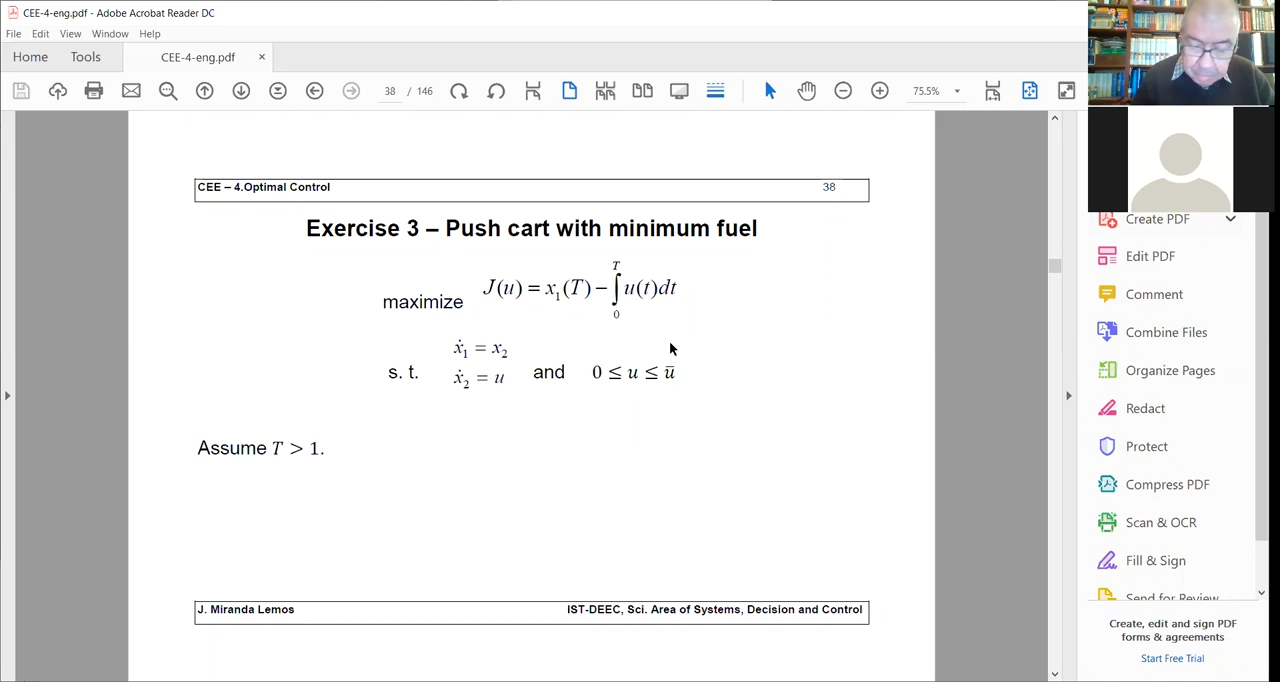 CEE-4-eng.pdf - Adobe Acrobat Reader DC
File Edit View Window Help
Home Tools CEE-4-eng.pdf ×
38 / 146 75.5%
CEE – 4.Optimal Control 38
Exercise 3 – Push cart with minimum fuel
maximize J(u) = x₁(T) − ∫₀ᵀ u(t)dt
ẋ₁ = x₂
s. t. ẋ₂ = u and 0 ≤ u ≤ ū
Assume T > 1.
J. Miranda Lemos IST-DEEC, Sci. Area of Systems, Decision and Control
Create PDF
Edit PDF
Comment
Combine Files
Organize Pages
Redact
Protect
Compress PDF
Scan & OCR
Fill & Sign
Send for Review
Create, edit and sign PDF
forms & agreements
Start Free Trial